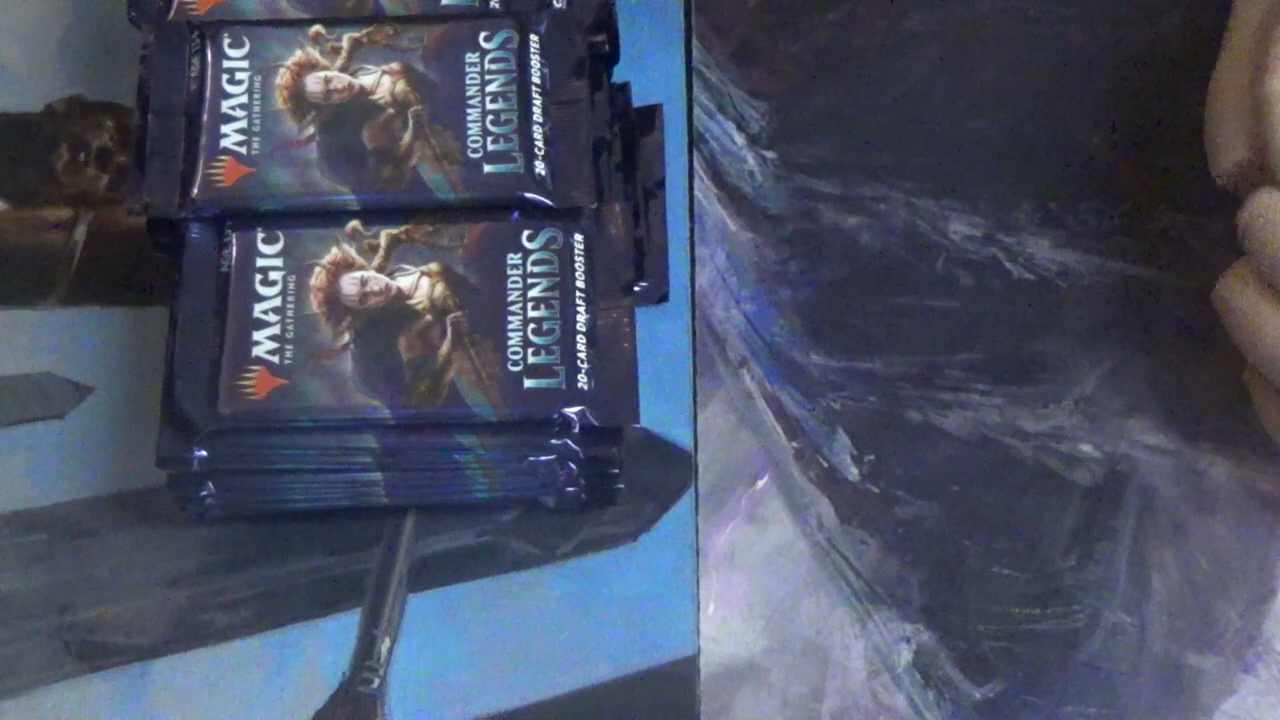 MAGIC
THE GATHERING
COMMANDER
LEGENDS
20-CARD DRAFT BOOSTER
MAGIC
THE GATHERING
COMMANDER
LEGENDS
20-CARD DRAFT BOOSTER